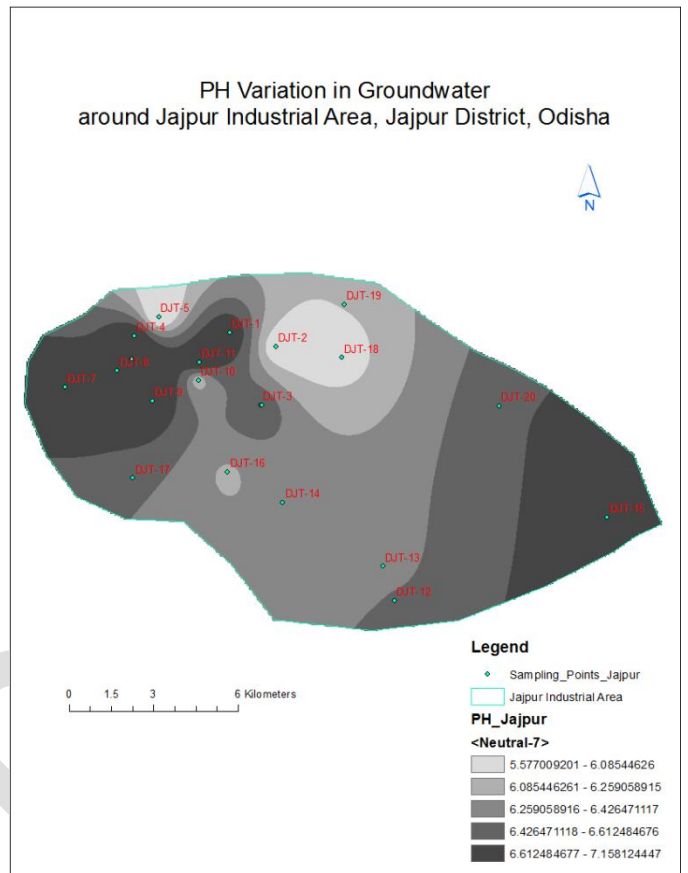 PH Variation in Groundwater
around Jajpur Industrial Area, Jajpur District, Odisha
N
DJT-19
DJT-5
DJT-4
DJT-1
DJT-2
DJT-18
DJT-11
DJT-10
DJT-7
DJT-3
DJT-20
DJT-17
DJT-16
DJT-14
DJT-15
DJT-13
DJT-12
Legend
Sampling_Points_Jajpur
Jajpur Industrial Area
PH_Jajpur
<Neutral-7>
5.577009201 - 6.08544626
6.085446261 - 6.259058915
6.259058916 - 6.426471117
6.426471118 - 6.612484676
6.612484677 - 7.158124447
0 1.5 3 6 Kilometers